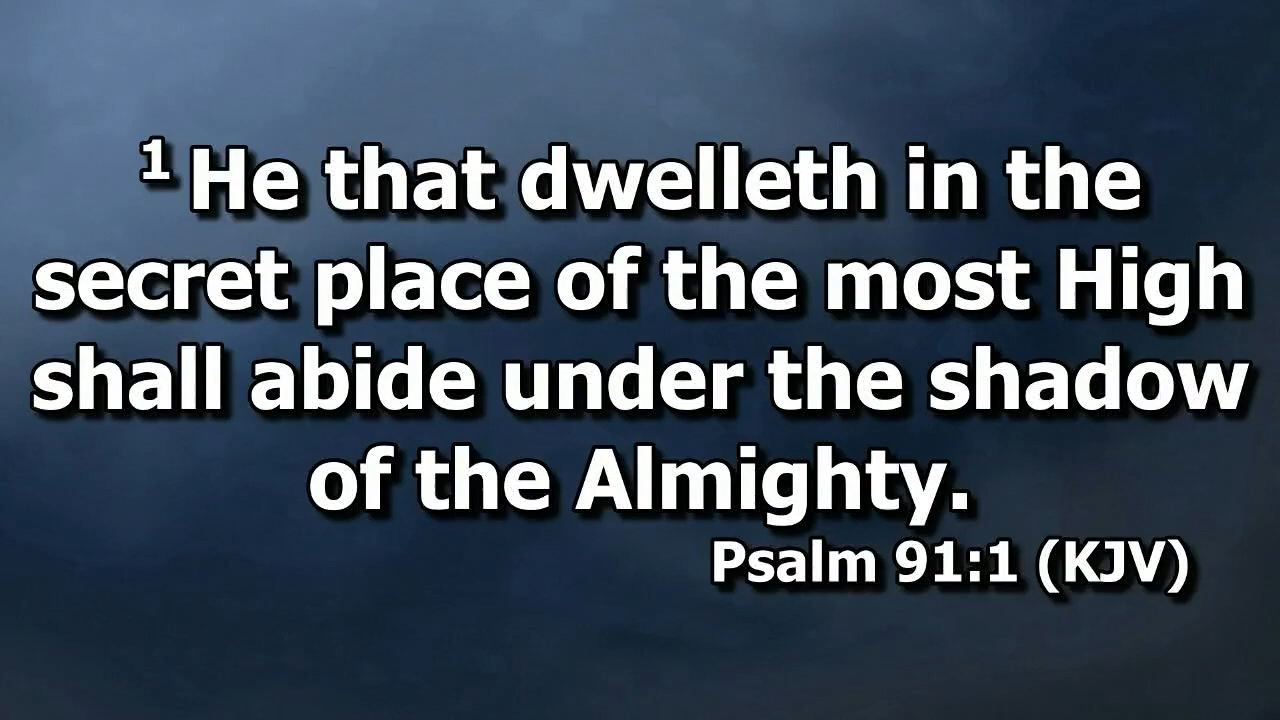 1 He that dwelleth in the
secret place of the most High
shall abide under the shadow
of the Almighty.
Psalm 91:1 (KJV)